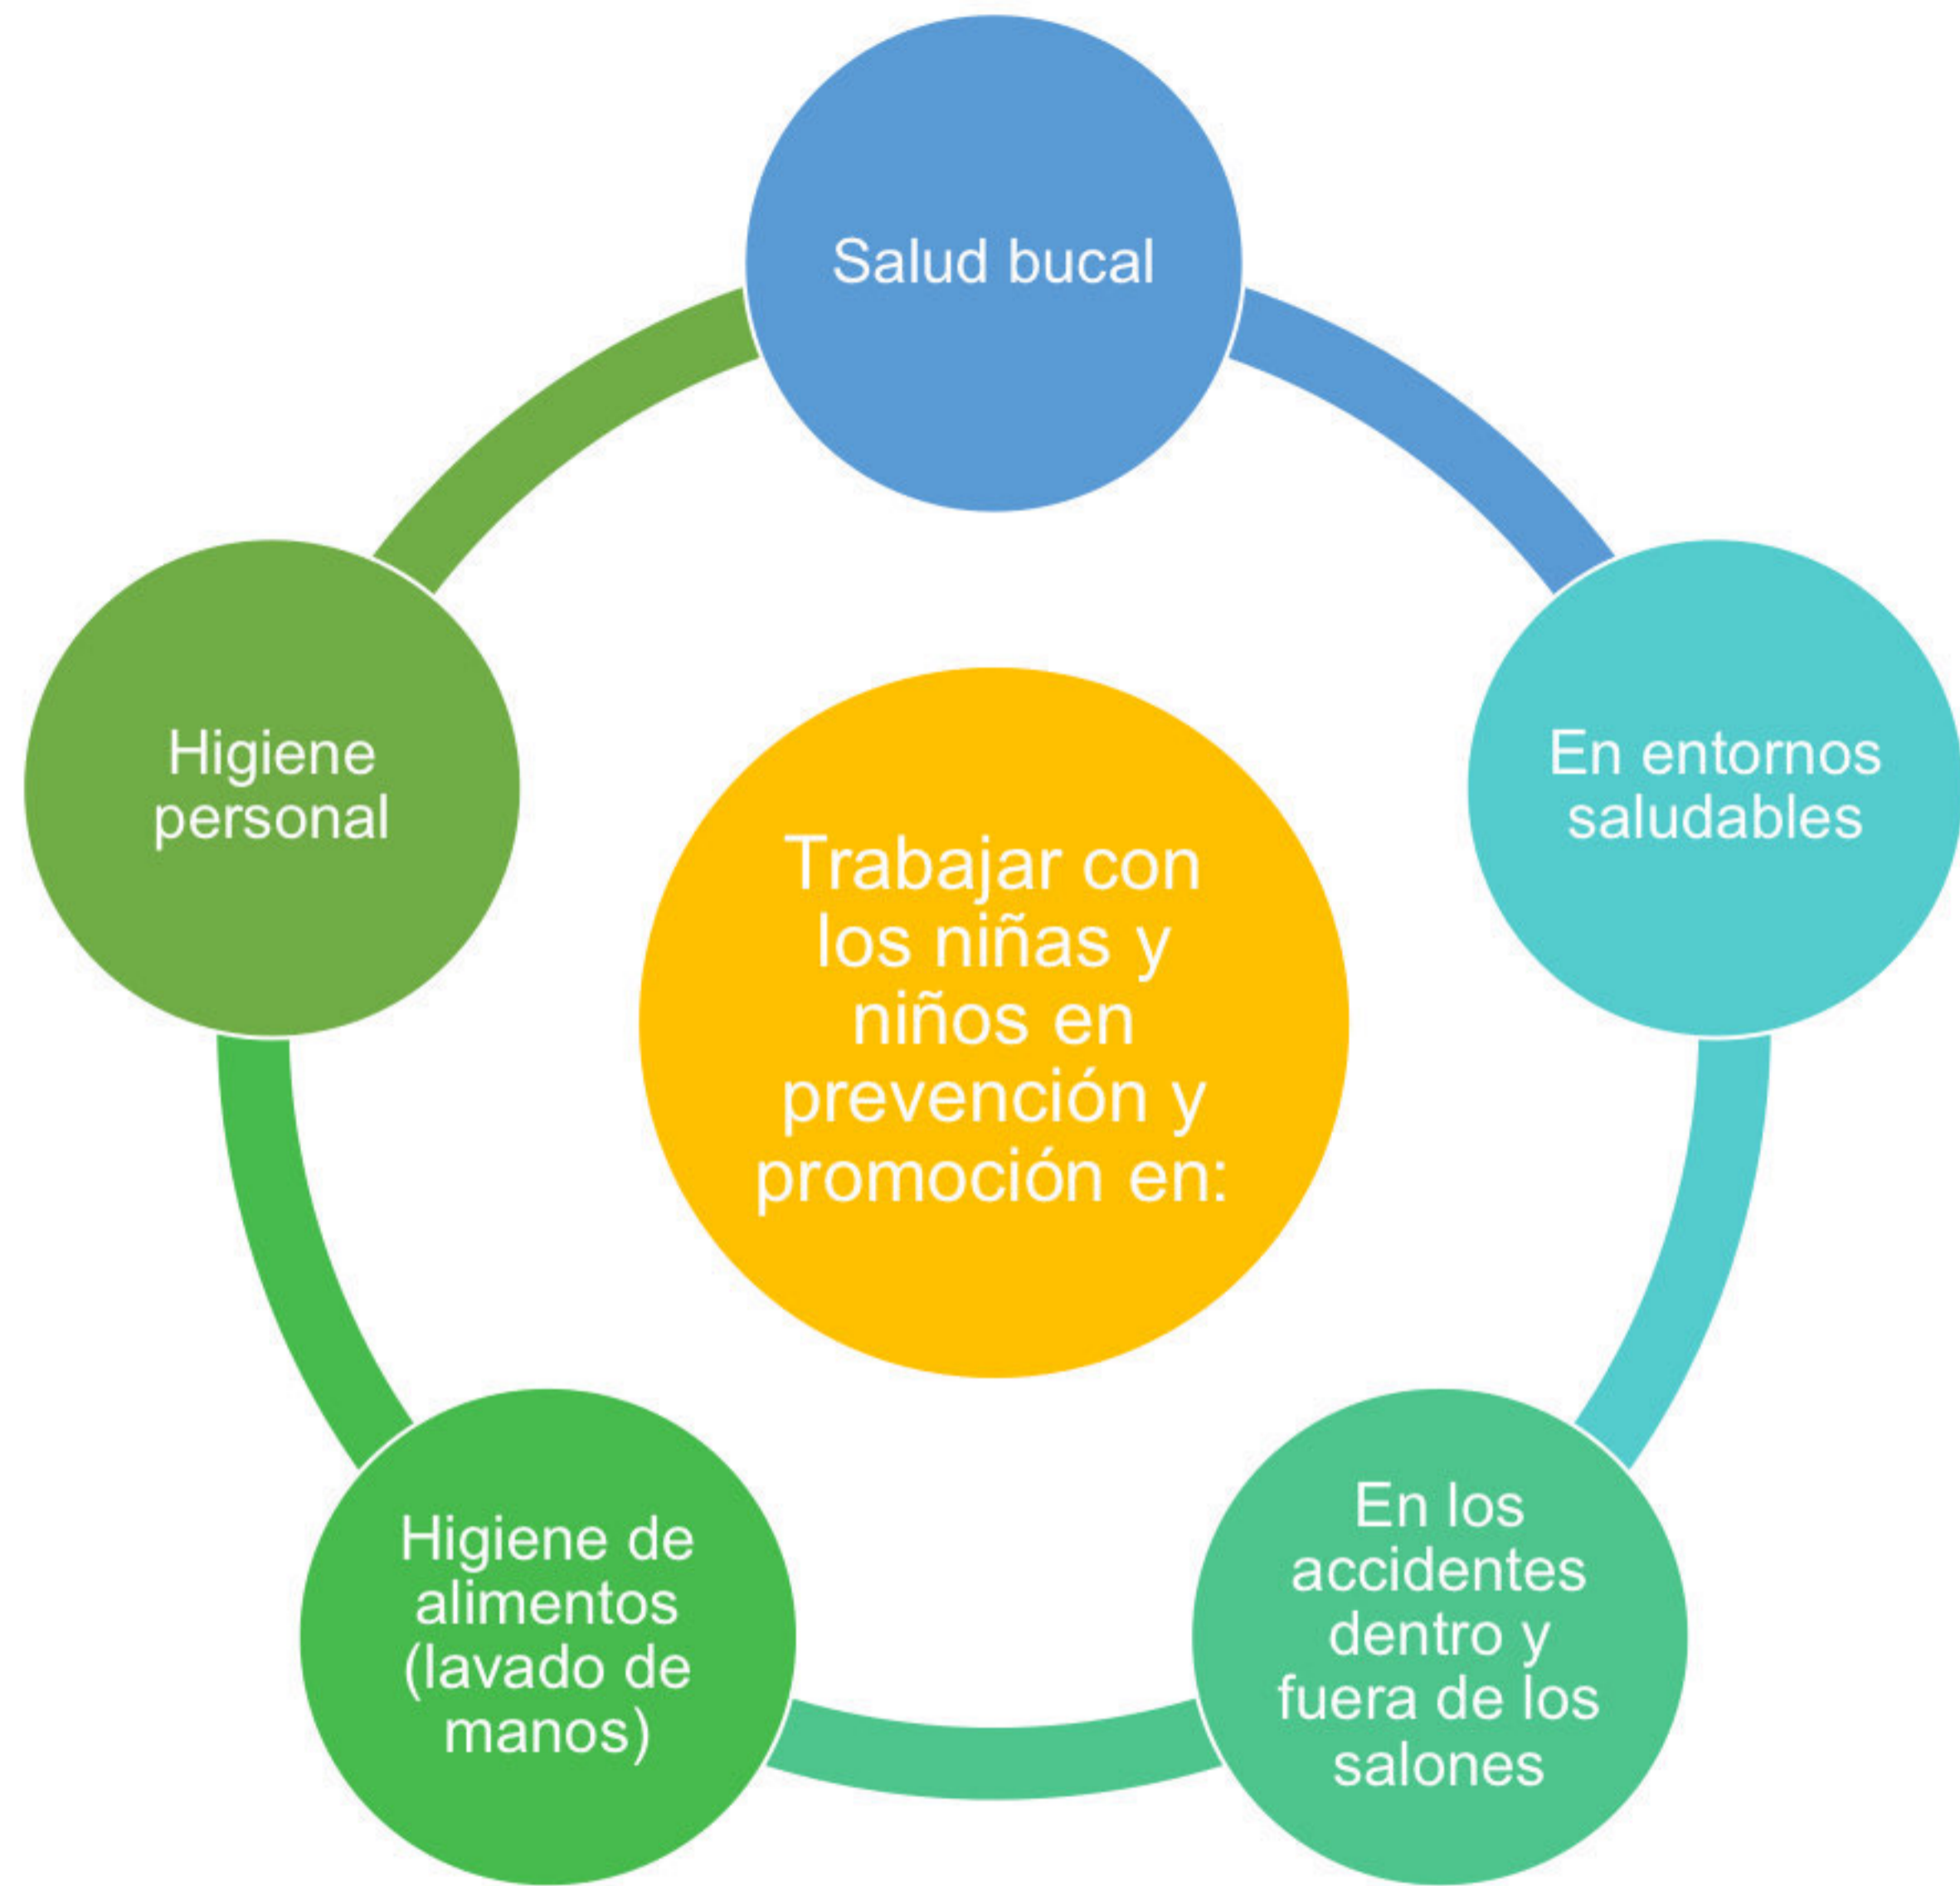 Salud bucal
En entornos
saludables
En los
accidentes
dentro y
fuera de los
salones
Higiene de
alimentos
(lavado de
manos)
Higiene
personal
Trabajar con
los niñas y
niños en
prevención y
promoción en: